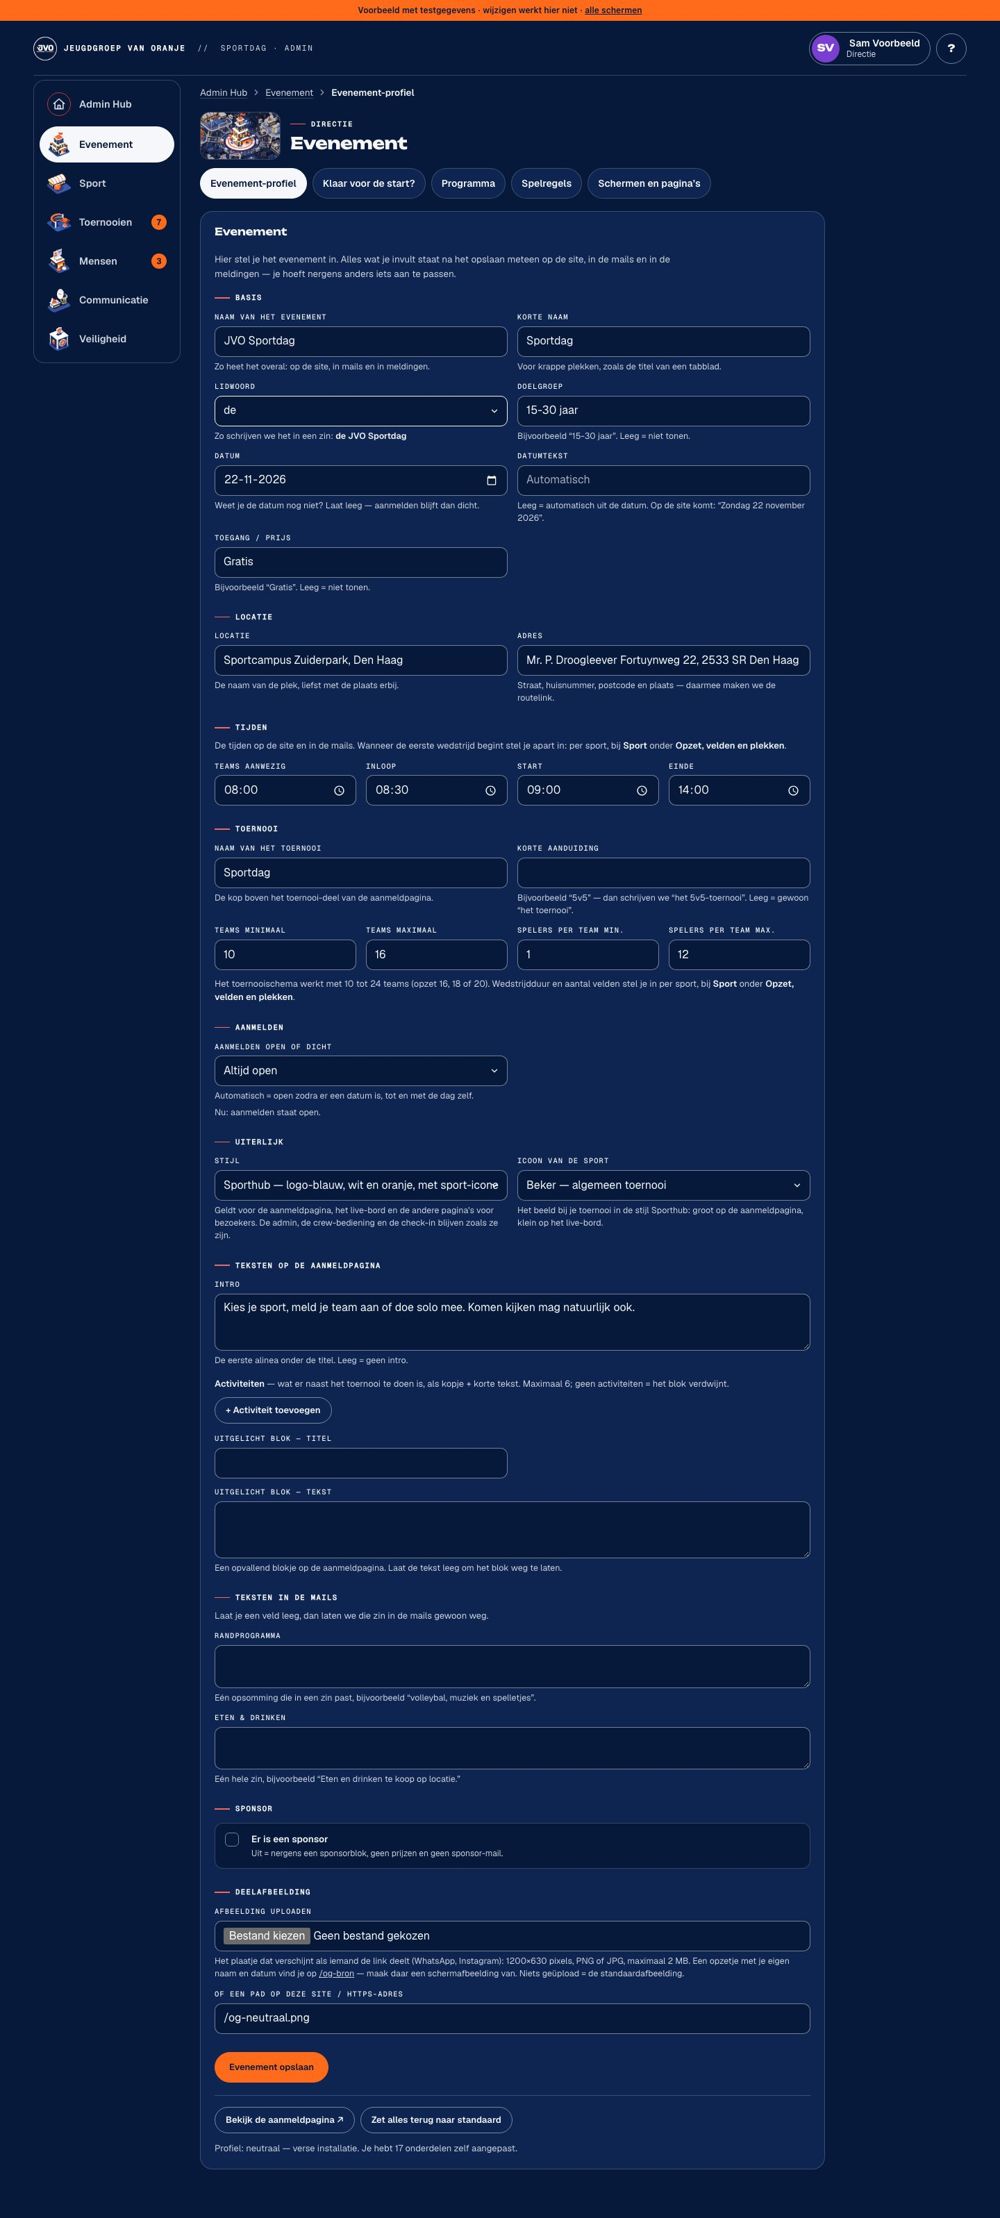 Voorbeeld met testgegevens · wijzigen werkt hier niet · alle schermen
JVO JEUGDGROEP VAN ORANJE // SPORTDAG · ADMIN
SV Sam Voorbeeld
Directie
?
Admin Hub
Evenement
Sport
Toernooien 7
Mensen 3
Communicatie
Veiligheid
Admin Hub > Evenement > Evenement-profiel
DIRECTIE
Evenement
Evenement-profiel
Klaar voor de start?
Programma
Spelregels
Schermen en pagina's
Evenement
Hier stel je het evenement in. Alles wat je invult staat na het opslaan meteen op de site, in de mails en in de
meldingen — je hoeft nergens anders iets aan te passen.
BASIS
NAAM VAN HET EVENEMENT
JVO Sportdag
Zo heet het overal: op de site, in mails en in meldingen.
KORTE NAAM
Sportdag
Voor krappe plekken, zoals de titel van een tabblad.
LIDWOORD
de
Zo schrijven we het in een zin: de JVO Sportdag
DOELGROEP
15-30 jaar
Bijvoorbeeld “15-30 jaar”. Leeg = niet tonen.
DATUM
22-11-2026
Weet je de datum nog niet? Laat leeg — aanmelden blijft dan dicht.
DATUMTEKST
Automatisch
Leeg = automatisch uit de datum. Op de site komt: “Zondag 22 november
2026”.
TOEGANG / PRIJS
Gratis
Bijvoorbeeld “Gratis”. Leeg = niet tonen.
LOCATIE
LOCATIE
Sportcampus Zuiderpark, Den Haag
De naam van de plek, liefst met de plaats erbij.
ADRES
Mr. P. Droogleever Fortuynweg 22, 2533 SR Den Haag
Straat, huisnummer, postcode en plaats — daarmee maken we de
routelink.
TIJDEN
De tijden op de site en in de mails. Wanneer de eerste wedstrijd begint stel je apart in: per sport, bij Sport onder Opzet, velden en plekken.
TEAMS AANWEZIG
08:00
INLOOP
08:30
START
09:00
EINDE
14:00
TOERNOOI
NAAM VAN HET TOERNOOI
Sportdag
De kop boven het toernooi-deel van de aanmeldpagina.
KORTE AANDUIDING
Bijvoorbeeld “5v5” — dan schrijven we “het 5v5-toernooi”. Leeg = gewoon
“het toernooi”.
TEAMS MINIMAAL
10
TEAMS MAXIMAAL
16
SPELERS PER TEAM MIN.
1
SPELERS PER TEAM MAX.
12
Het toernooischema werkt met 10 tot 24 teams (opzet 16, 18 of 20). Wedstrijdduur en aantal velden stel je in per sport, bij Sport onder Opzet,
velden en plekken.
AANMELDEN
AANMELDEN OPEN OF DICHT
Altijd open
Automatisch = open zodra er een datum is, tot en met de dag zelf.
Nu: aanmelden staat open.
UITERLIJK
STIJL
Sporthub — logo-blauw, wit en oranje, met sport-icone
Geldt voor de aanmeldpagina, het live-bord en de andere pagina's voor
bezoekers. De admin, de crew-bediening en de check-in blijven zoals ze
zijn.
ICOON VAN DE SPORT
Beker — algemeen toernooi
Het beeld bij je toernooi in de stijl Sporthub: groot op de aanmeldpagina,
klein op het live-bord.
TEKSTEN OP DE AANMELDPAGINA
INTRO
Kies je sport, meld je team aan of doe solo mee. Komen kijken mag natuurlijk ook.
De eerste alinea onder de titel. Leeg = geen intro.
Activiteiten — wat er naast het toernooi te doen is, als kopje + korte tekst. Maximaal 6; geen activiteiten = het blok verdwijnt.
+ Activiteit toevoegen
UITGELICHT BLOK — TITEL
UITGELICHT BLOK — TEKST
Een opvallend blokje op de aanmeldpagina. Laat de tekst leeg om het blok weg te laten.
TEKSTEN IN DE MAILS
Laat je een veld leeg, dan laten we die zin in de mails gewoon weg.
RANDPROGRAMMA
Eén opsomming die in een zin past, bijvoorbeeld “volleybal, muziek en spelletjes”.
ETEN & DRINKEN
Eén hele zin, bijvoorbeeld “Eten en drinken te koop op locatie.”
SPONSOR
Er is een sponsor
Uit = nergens een sponsorblok, geen prijzen en geen sponsor-mail.
DEELAFBEELDING
AFBEELDING UPLOADEN
Bestand kiezen Geen bestand gekozen
Het plaatje dat verschijnt als iemand de link deelt (WhatsApp, Instagram): 1200×630 pixels, PNG of JPG, maximaal 2 MB. Een opzetje met je eigen
naam en datum vind je op /og-bron — maak daar een schermafbeelding van. Niets geüpload = de standaardafbeelding.
OF EEN PAD OP DEZE SITE / HTTPS-ADRES
/og-neutraal.png
Evenement opslaan
Bekijk de aanmeldpagina ↗
Zet alles terug naar standaard
Profiel: neutraal — verse installatie. Je hebt 17 onderdelen zelf aangepast.